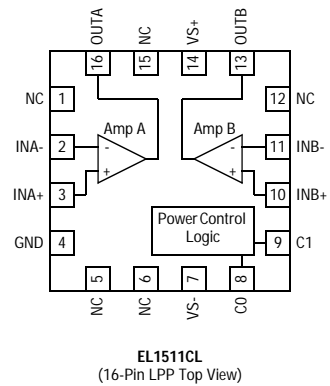 OUTA NC VS+ OUTB
16 15 14 13
NC 1 12 NC
Amp A Amp B
INA- 2 - - 11 INB-
INA+ 3 + + 10 INB+
Power Control
Logic
GND 4 9 C1
5 6 7 8
NC NC VS- C0
EL1511CL
(16-Pin LPP Top View)